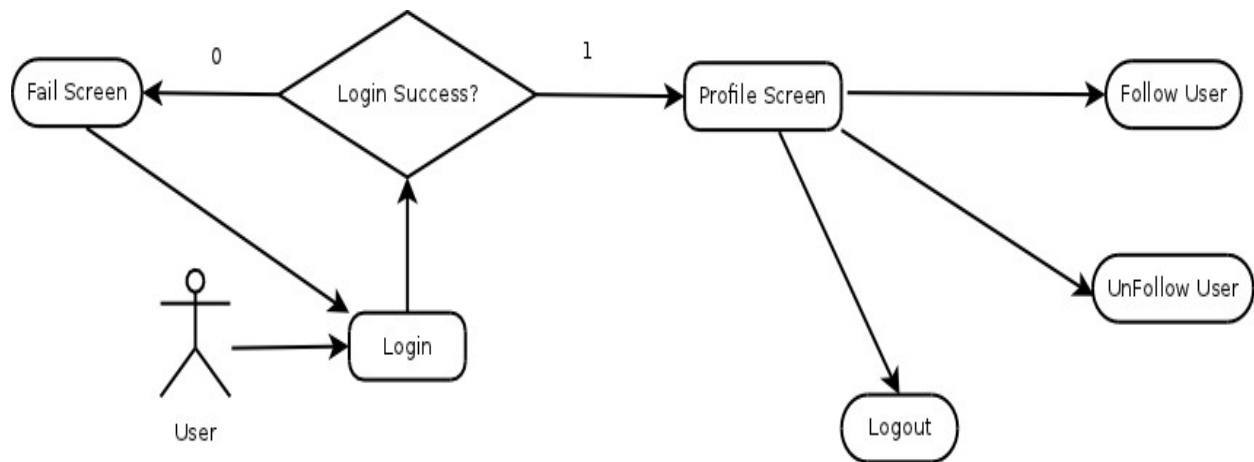 0
1
Fail Screen
Login Success?
Profile Screen
Follow User
UnFollow User
Login
Logout
User